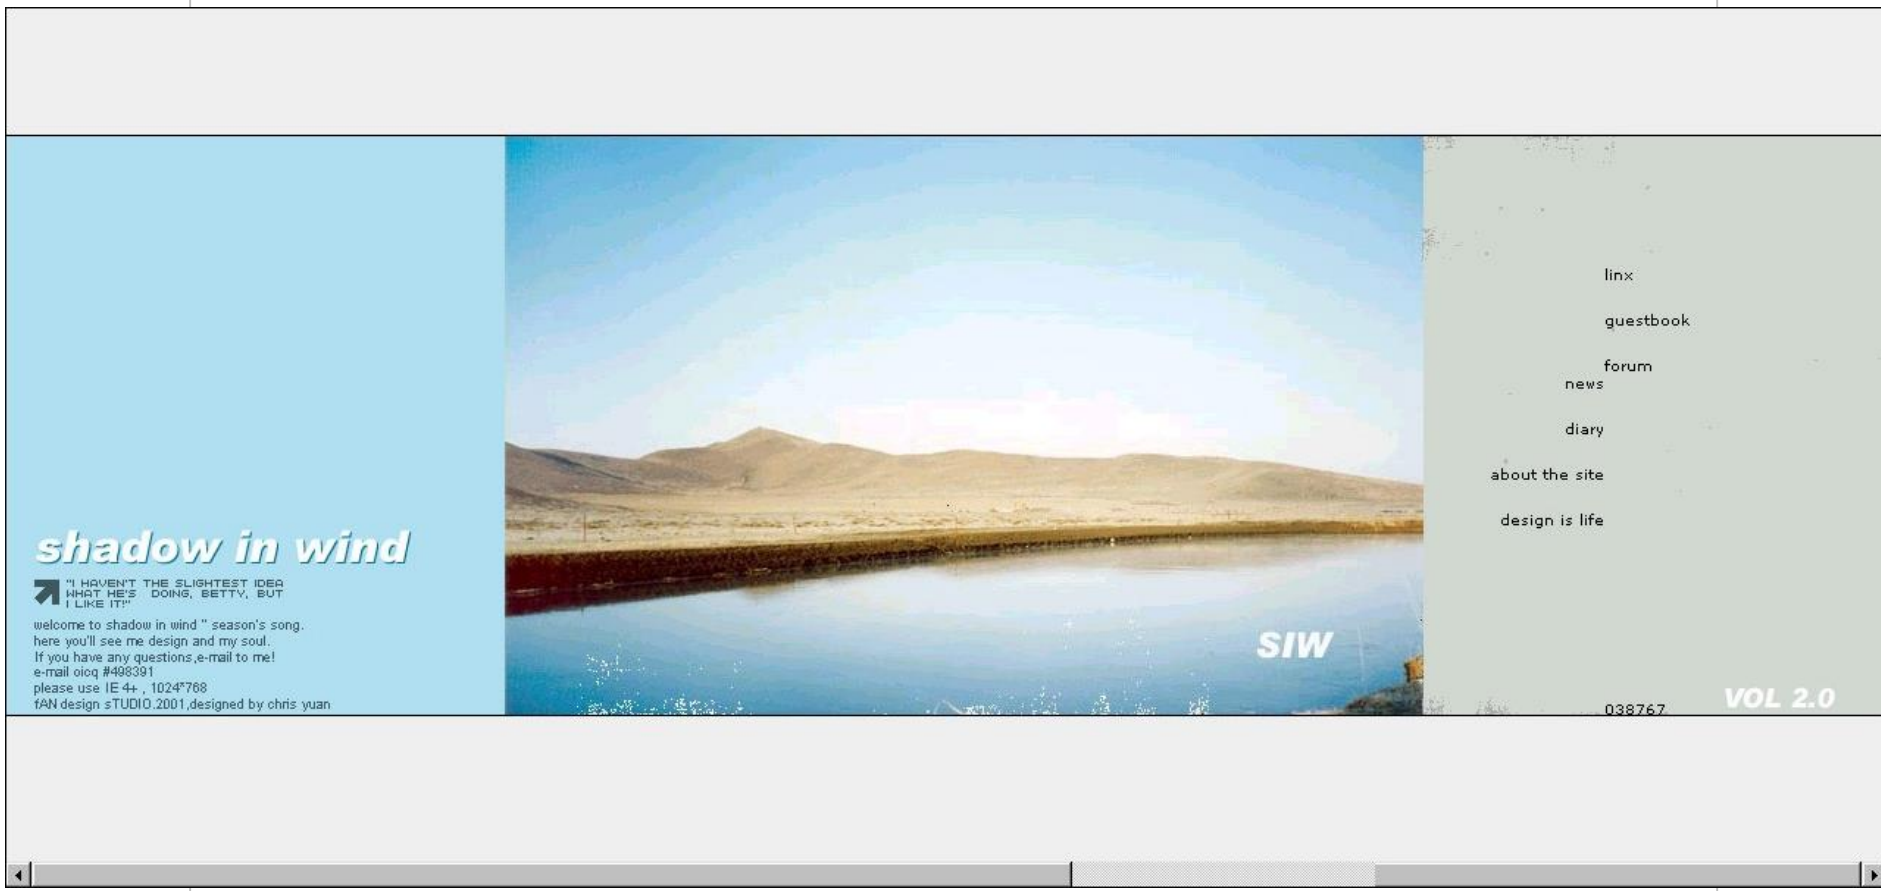 shadow in wind
"I HAVEN'T THE SLIGHTEST IDEA
WHAT HE'S DOING, BETTY, BUT
I LIKE IT!"
welcome to shadow in wind " season's song.
here you'll see me design and my soul.
If you have any questions,e-mail to me!
e-mail oicq #498391
please use IE 4+ , 1024*768
fAN design sTUDIO.2001,designed by chris yuan
SIW
linx
guestbook
forum
news
diary
about the site
design is life
038767
VOL 2.0